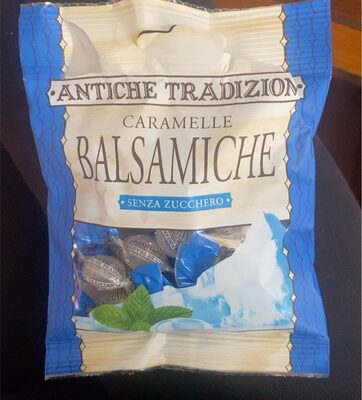 ANTICHE TRADIZION
CARAMELLE
BALSAMICHE
SENZA ZUCCHERO